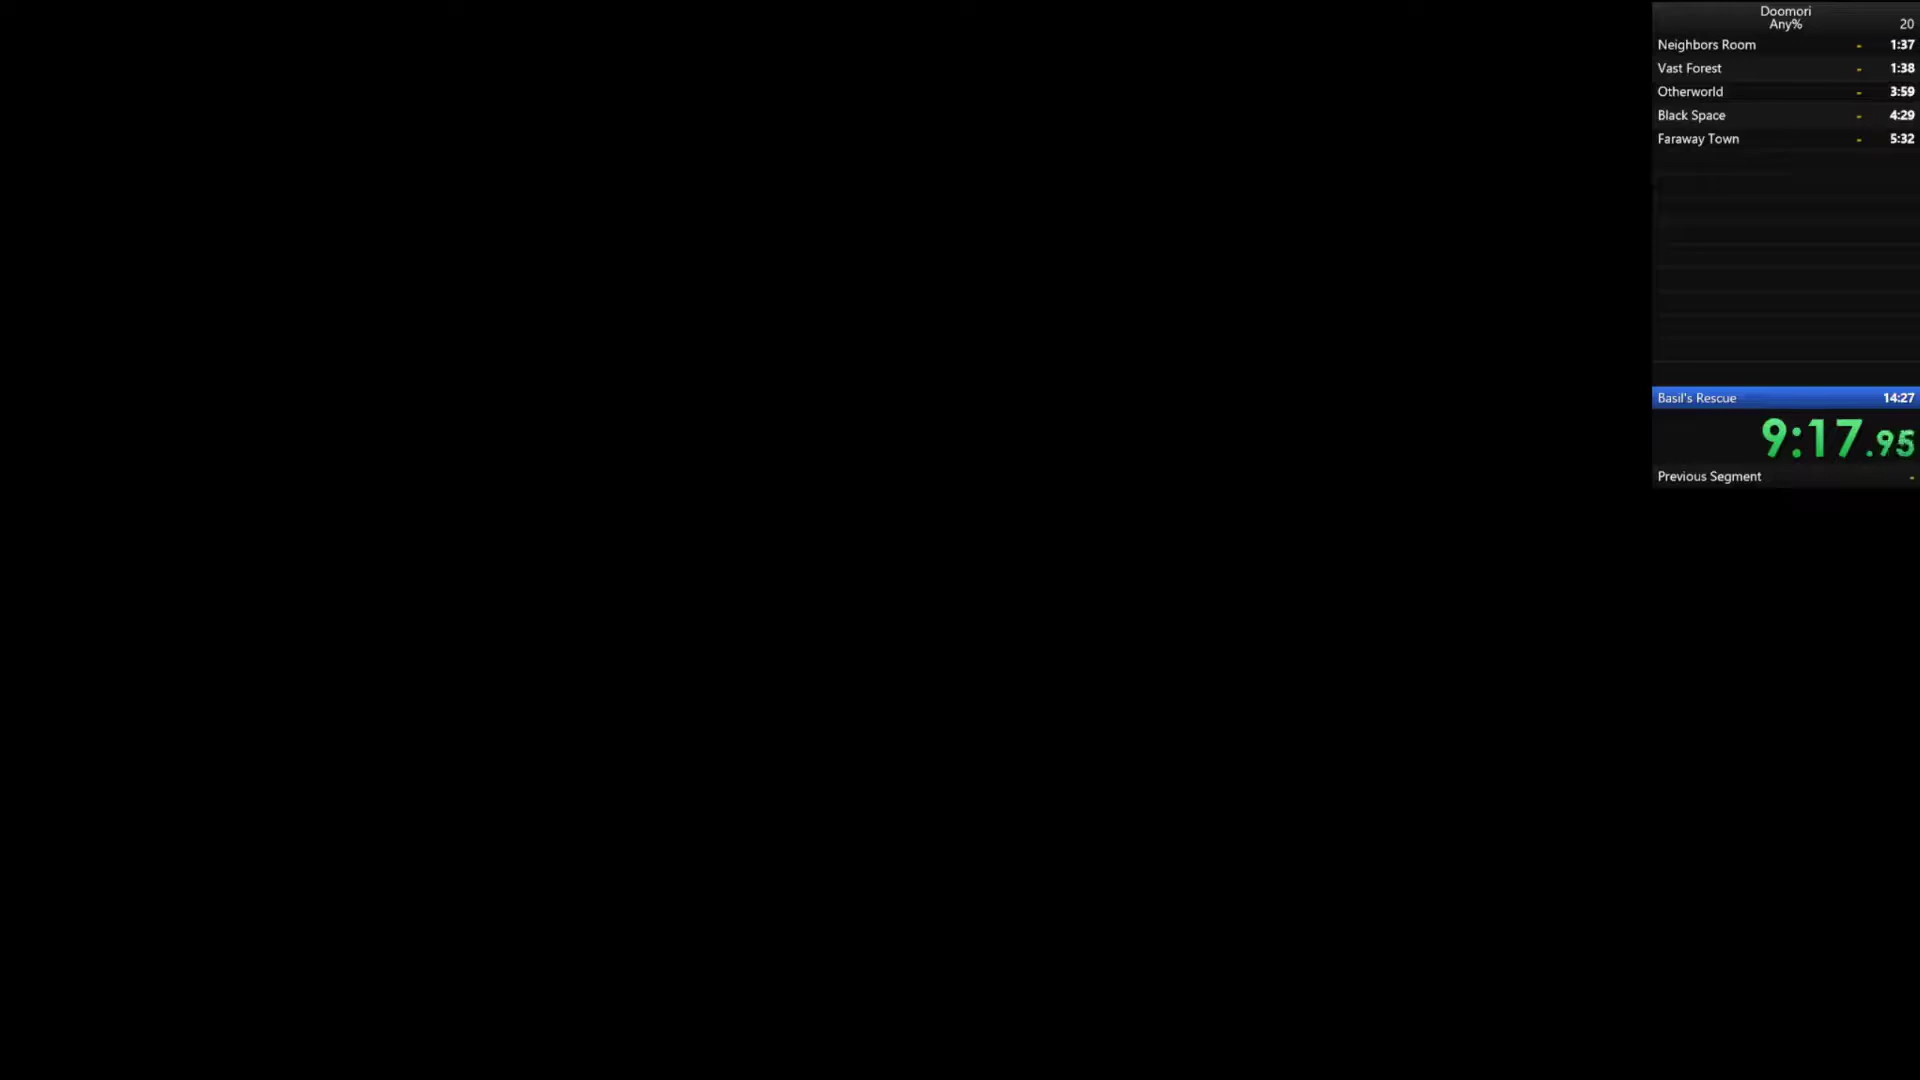 Doomori
Any% 20
Neighbors Room - 1:37
Vast Forest - 1:38
Otherworld - 3:59
Black Space - 4:29
Faraway Town - 5:32
Basil's Rescue 14:27
9:17.95
Previous Segment -